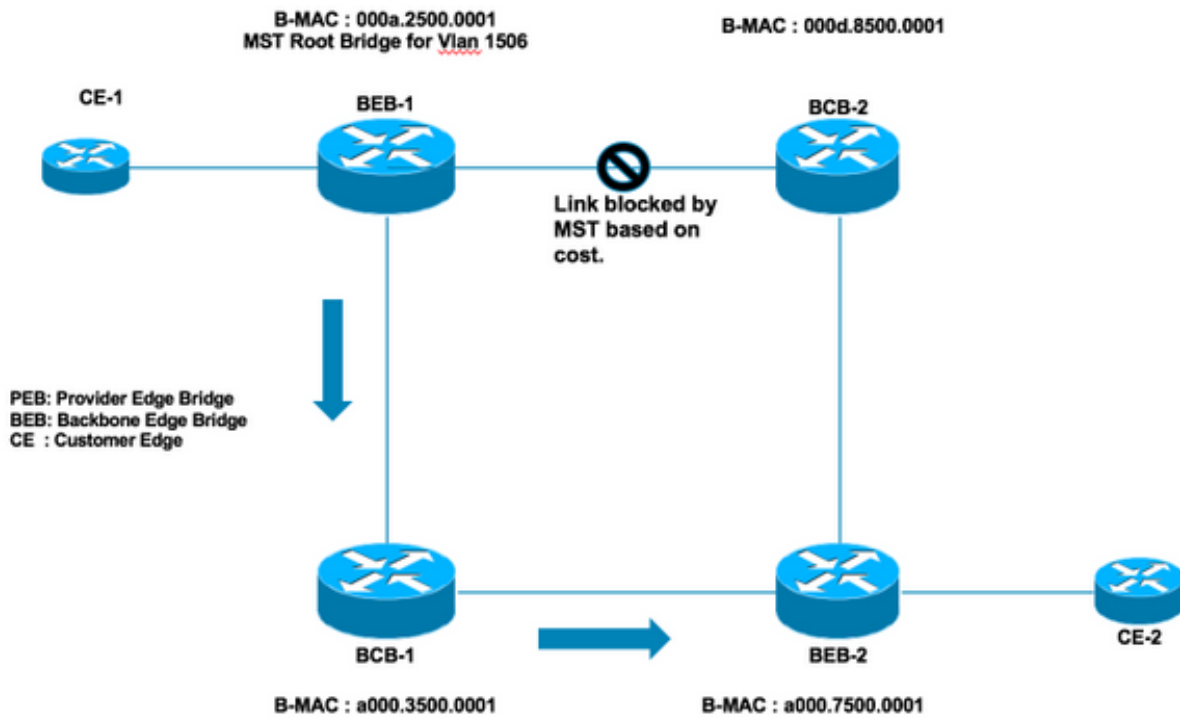 B-MAC : 000a.2500.0001
MST Root Bridge for Vlan 1506
B-MAC : 000d.8500.0001
CE-1
BEB-1
BCB-2
Link blocked by
MST based on
cost.
PEB: Provider Edge Bridge
BEB: Backbone Edge Bridge
CE : Customer Edge
BCB-1
BEB-2
CE-2
B-MAC : a000.3500.0001
B-MAC : a000.7500.0001